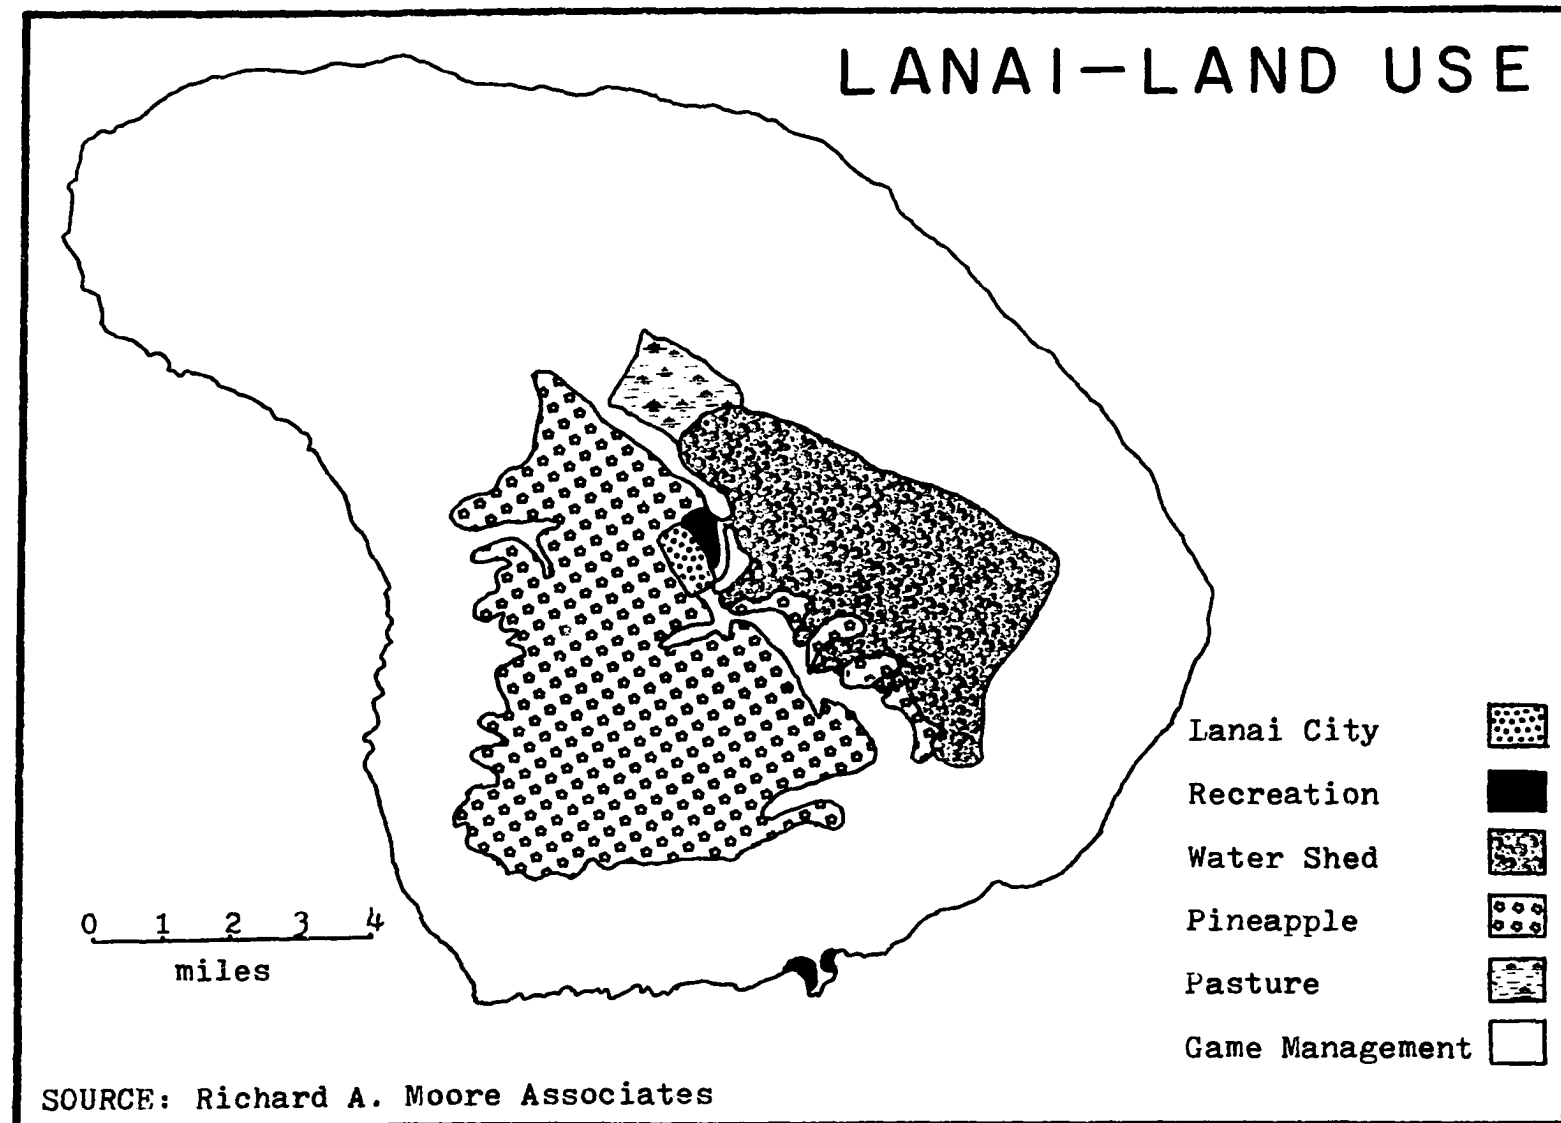 LANAI—LAND USE
Lanai City
Recreation
Water Shed
Pineapple
Pasture
Game Management
0 1 2 3 4
miles
SOURCE: Richard A. Moore Associates